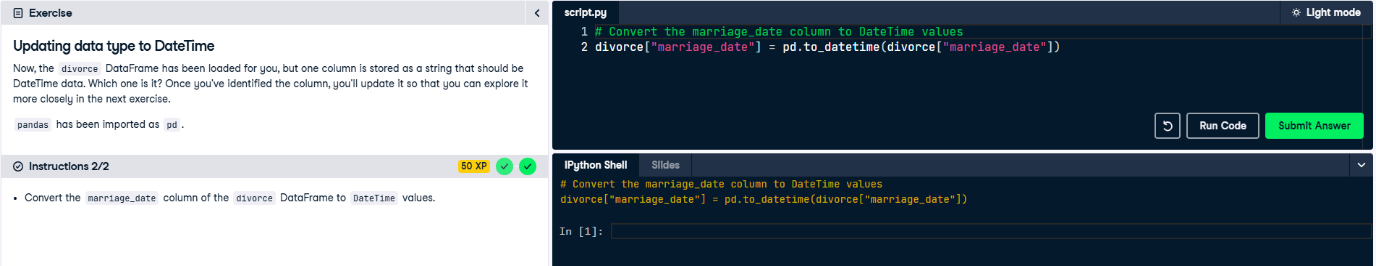 Exercise
Updating data type to DateTime
Now, the divorce DataFrame has been loaded for you, but one column is stored as a string that should be
DateTime data. Which one is it? Once you've identified the column, you'll update it so that you can explore it
more closely in the next exercise.
pandas has been imported as pd .
Instructions 2/2
50 XP
• Convert the marriage_date column of the divorce DataFrame to DateTime values.
script.py
Light mode
1 # Convert the marriage_date column to DateTime values
2 divorce["marriage_date"] = pd.to_datetime(divorce["marriage_date"])
Run Code
Submit Answer
IPython Shell
Slides
# Convert the marriage_date column to DateTime values
divorce["marriage_date"] = pd.to_datetime(divorce["marriage_date"])
In [1]: